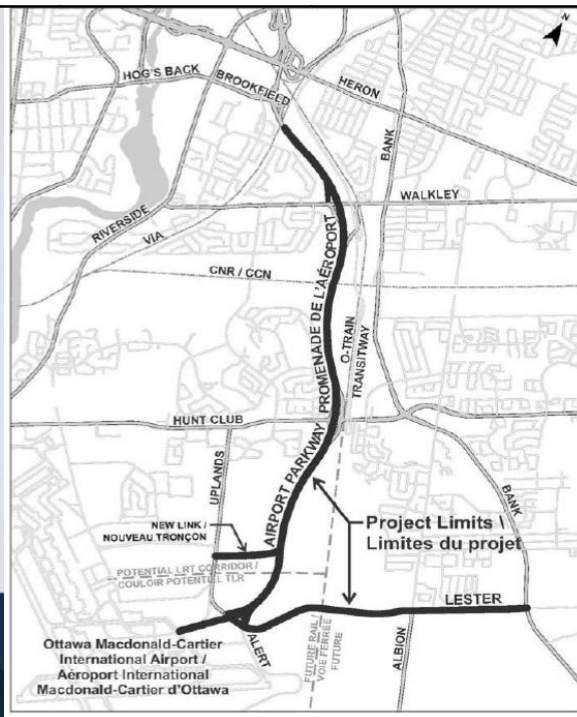 N
HOG'S BACK
BROOKFIELD
HERON
BANK
WALKLEY
RIVERSIDE
VIA
CNR / CCN
AIRPORT PARKWAY PROMENADE DE L'AÉROPORT
O-TRAIN
TRANSITWAY
HUNT CLUB
UPLANDS
BANK
NEW LINK /
NOUVEAU TRONÇON
Project Limits \
Limites du projet
POTENTIAL LRT CORRIDOR /
COULOIR POTENTIEL TLR
LESTER
Ottawa Macdonald-Cartier
International Airport /
Aéroport International
Macdonald-Cartier d'Ottawa
ALERT
FUTURE RAIL /
VOIE FERRÉE
FUTURE
ALBION